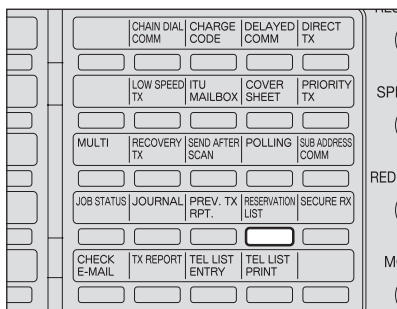 CHAIN DIAL COMM
CHARGE CODE
DELAYED COMM
DIRECT TX
LOW SPEED TX
ITU MAILBOX
COVER SHEET
PRIORITY TX
SPE
MULTI
RECOVERY TX
SEND AFTER SCAN
POLLING
SUB ADDRESS COMM
RED
JOB STATUS
JOURNAL
PREV. TX RPT.
RESERVATION LIST
SECURE RX
CHECK E-MAIL
TX REPORT
TEL LIST ENTRY
TEL LIST PRINT